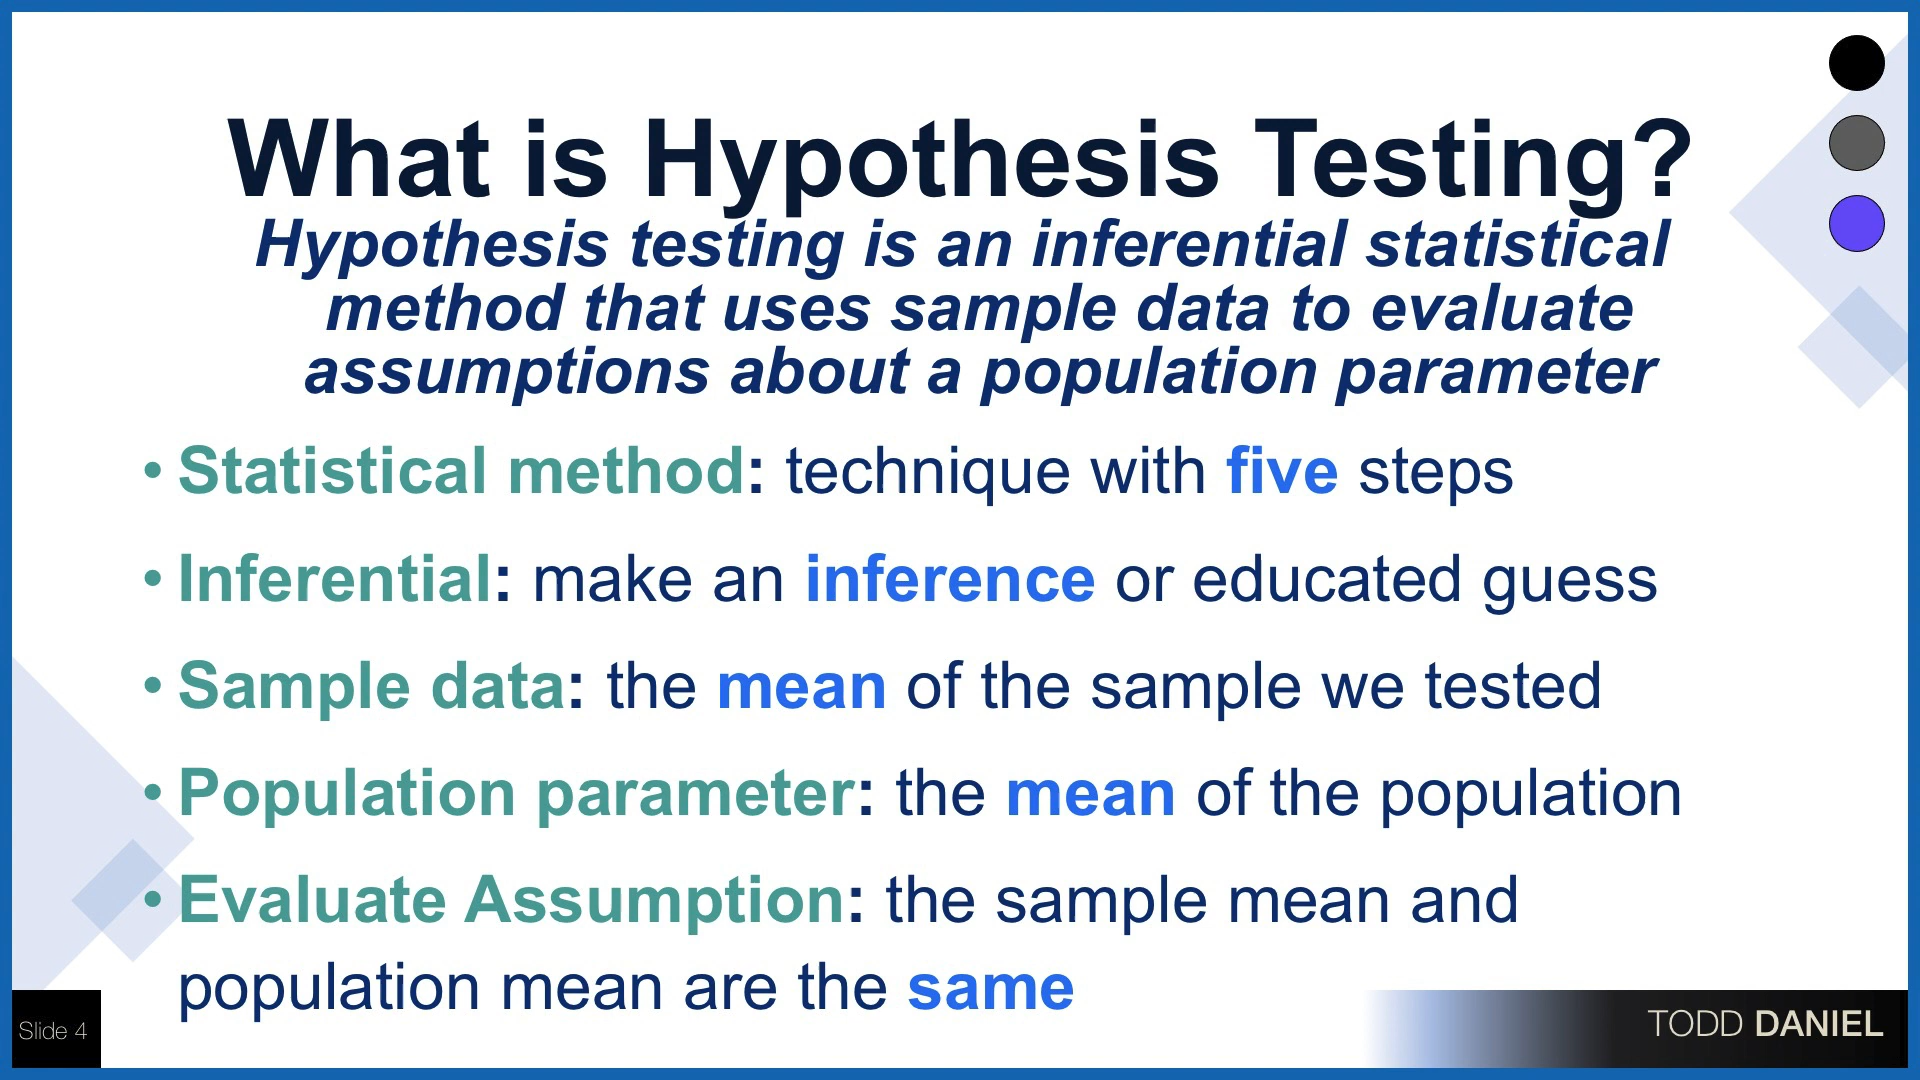 What is Hypothesis Testing?
Hypothesis testing is an inferential statistical
method that uses sample data to evaluate
assumptions about a population parameter
• Statistical method: technique with five steps
• Inferential: make an inference or educated guess
• Sample data: the mean of the sample we tested
• Population parameter: the mean of the population
• Evaluate Assumption: the sample mean and
population mean are the same
Slide 4
TODD DANIEL